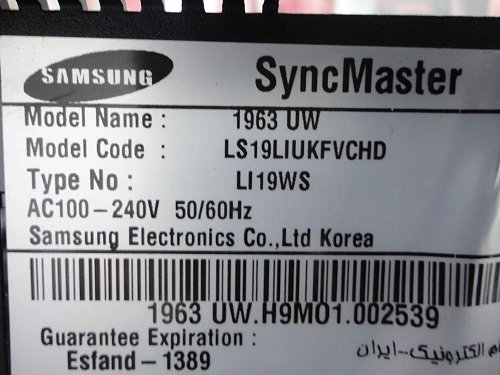 SAMSUNG SyncMaster
Model Name : 1963 UW
Model Code : LS19LIUKFVCHD
Type No : LI19WS
AC100-240V 50/60Hz
Samsung Electronics Co.,Ltd Korea
1963 UW.H9MO1.002539
Guarantee Expiration :
Esfand-1389
الکترونیک-ایران